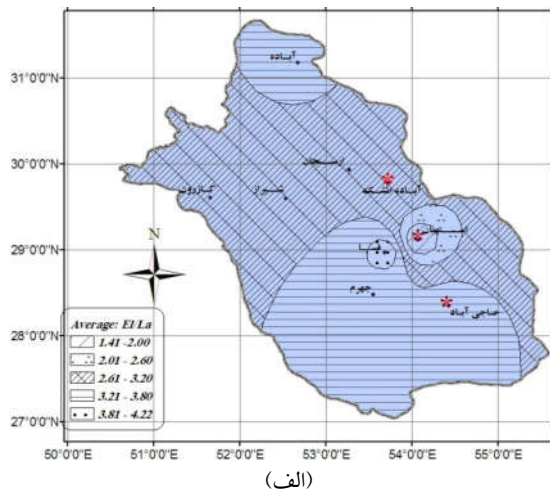 آباده
31°0'0"N
ارسنجان
30°0'0"N
آباده طشک
کازرون
شیراز
استهبان
29°0'0"N
فسا
N
جهرم
حاجی آباد
28°0'0"N
27°0'0"N
Average: El/La
1.41 -2.00
2.01 - 2.60
2.61 - 3.20
3.21 - 3.80
3.81 - 4.22
50°0'0"E 51°0'0"E 52°0'0"E 53°0'0"E 54°0'0"E 55°0'0"E
(الف)